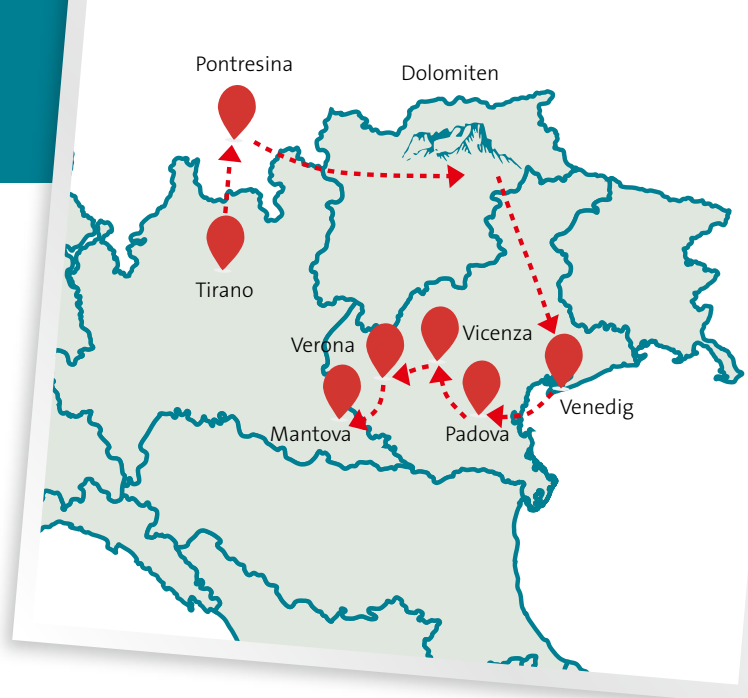 Pontresina
Dolomiten
Tirano
Verona
Vicenza
Venedig
Mantova
Padova